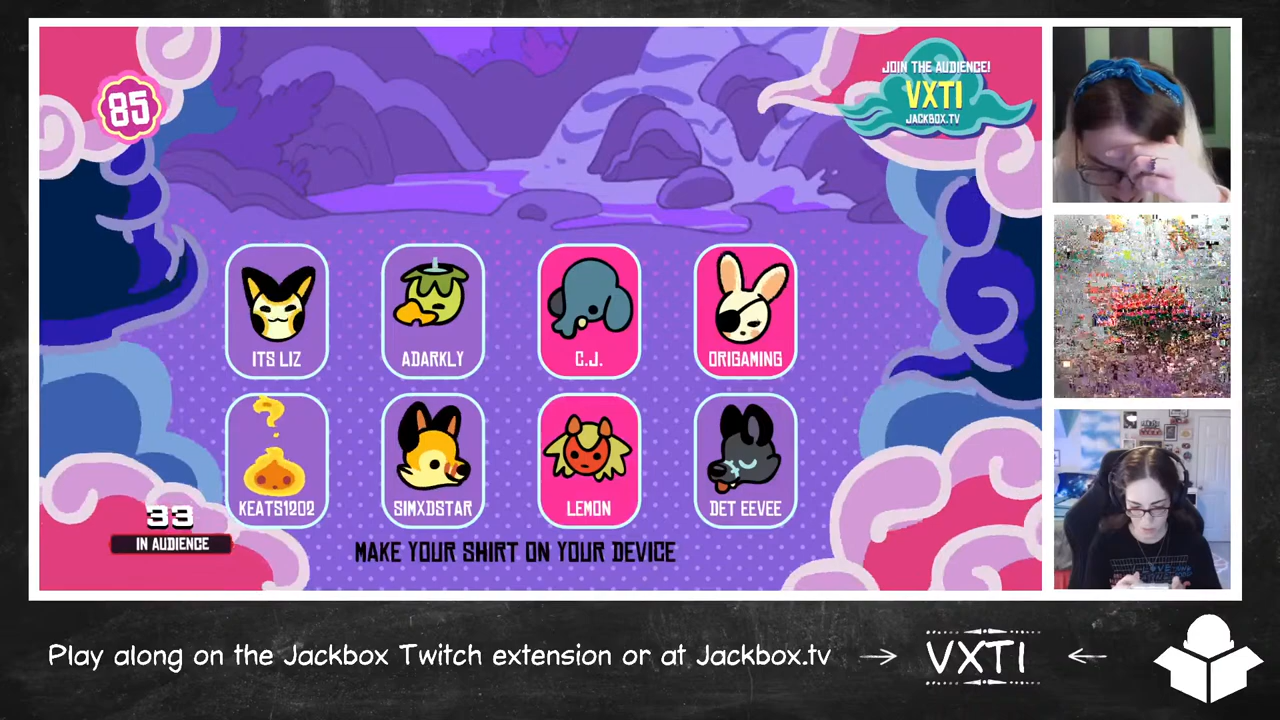 85
JOIN THE AUDIENCE!
VXTI
JACKBOX.TV
ITS LIZ
ADARKLY
C.J.
ORIGAMING
KEATS1202
SIMXDSTAR
LEMON
DET EEVEE
33
IN AUDIENCE
MAKE YOUR SHIRT ON YOUR DEVICE
Play along on the Jackbox Twitch extension or at Jackbox.tv → VXTI ←